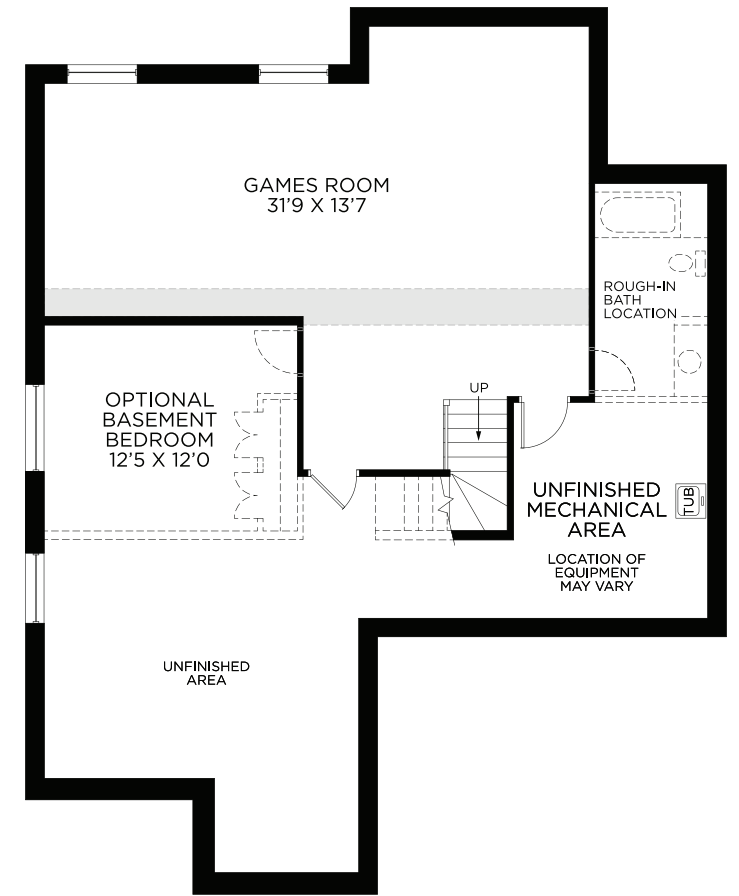 GAMES ROOM
31'9 X 13'7
ROUGH-IN
BATH
LOCATION
UP
OPTIONAL
BASEMENT
BEDROOM
12'5 X 12'0
UNFINISHED
MECHANICAL
AREA
TUB
LOCATION OF
EQUIPMENT
MAY VARY
UNFINISHED
AREA